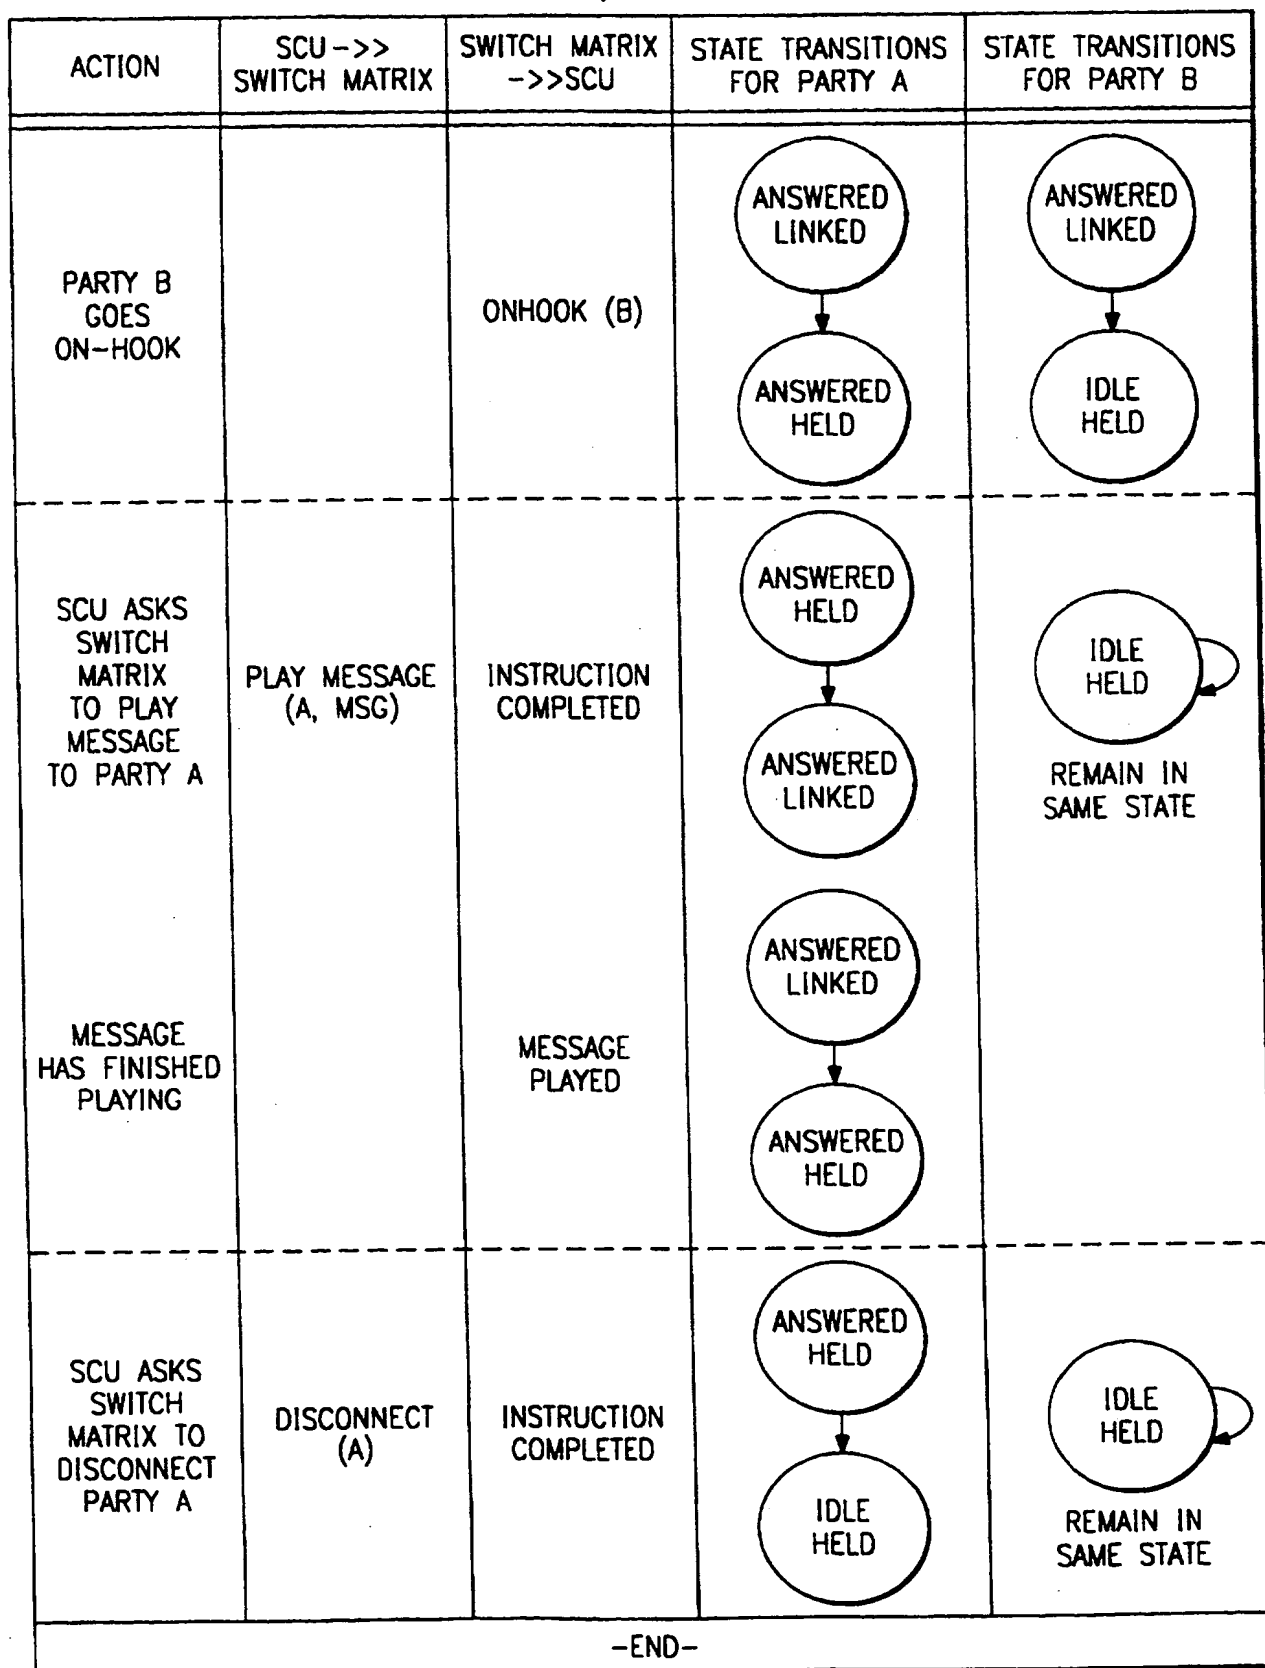 ACTION
SCU->>
SWITCH MATRIX
SWITCH MATRIX
->>SCU
STATE TRANSITIONS
FOR PARTY A
STATE TRANSITIONS
FOR PARTY B
PARTY B
GOES
ON-HOOK
ONHOOK (B)
ANSWERED
LINKED
ANSWERED
HELD
ANSWERED
LINKED
IDLE
HELD
SCU ASKS
SWITCH
MATRIX
TO PLAY
MESSAGE
TO PARTY A
PLAY MESSAGE
(A, MSG)
INSTRUCTION
COMPLETED
ANSWERED
HELD
ANSWERED
LINKED
IDLE
HELD
REMAIN IN
SAME STATE
MESSAGE
HAS FINISHED
PLAYING
MESSAGE
PLAYED
ANSWERED
LINKED
ANSWERED
HELD
SCU ASKS
SWITCH
MATRIX TO
DISCONNECT
PARTY A
DISCONNECT
(A)
INSTRUCTION
COMPLETED
ANSWERED
HELD
IDLE
HELD
IDLE
HELD
REMAIN IN
SAME STATE
-END-